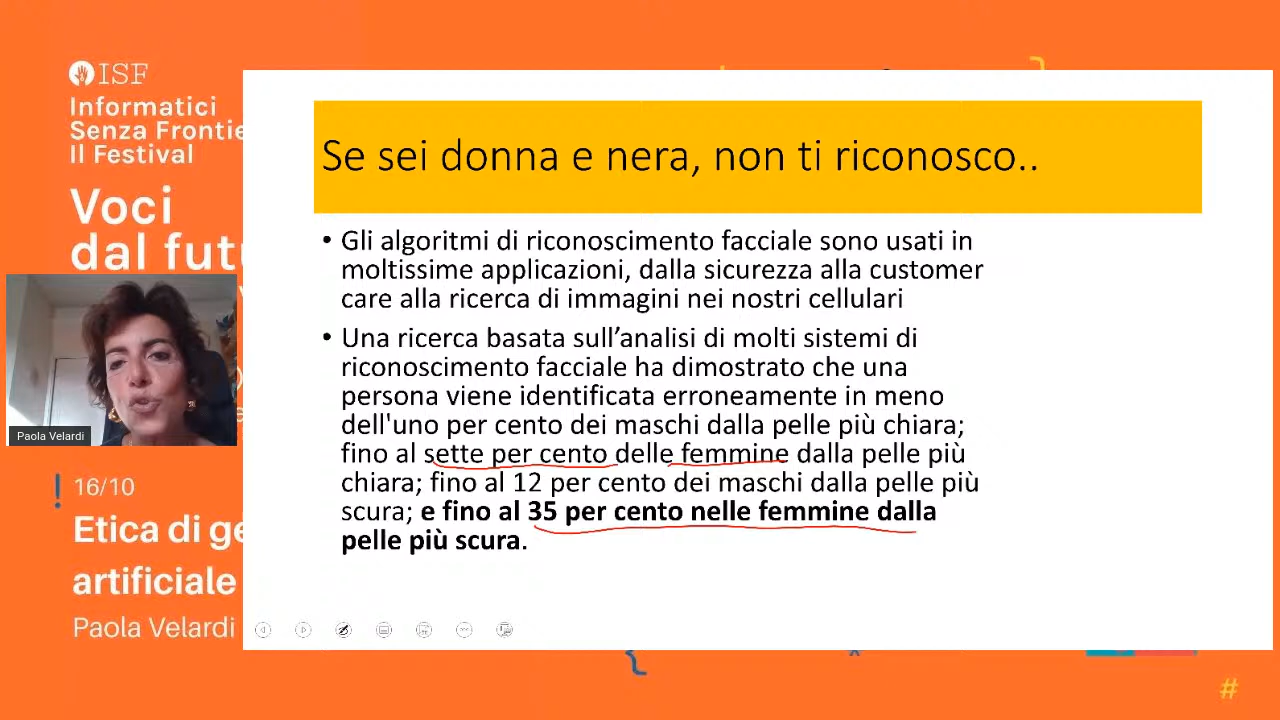 ISF
Informatici
Senza Frontie
Il Festival
Voci
dal futu
Paola Velardi
16/10
Etica di ge
artificiale
Paola Velardi
Se sei donna e nera, non ti riconosco..
• Gli algoritmi di riconoscimento facciale sono usati in
moltissime applicazioni, dalla sicurezza alla customer
care alla ricerca di immagini nei nostri cellulari
• Una ricerca basata sull’analisi di molti sistemi di
riconoscimento facciale ha dimostrato che una
persona viene identificata erroneamente in meno
dell'uno per cento dei maschi dalla pelle più chiara;
fino al sette per cento delle femmine dalla pelle più
chiara; fino al 12 per cento dei maschi dalla pelle più
scura; e fino al 35 per cento nelle femmine dalla
pelle più scura.
#